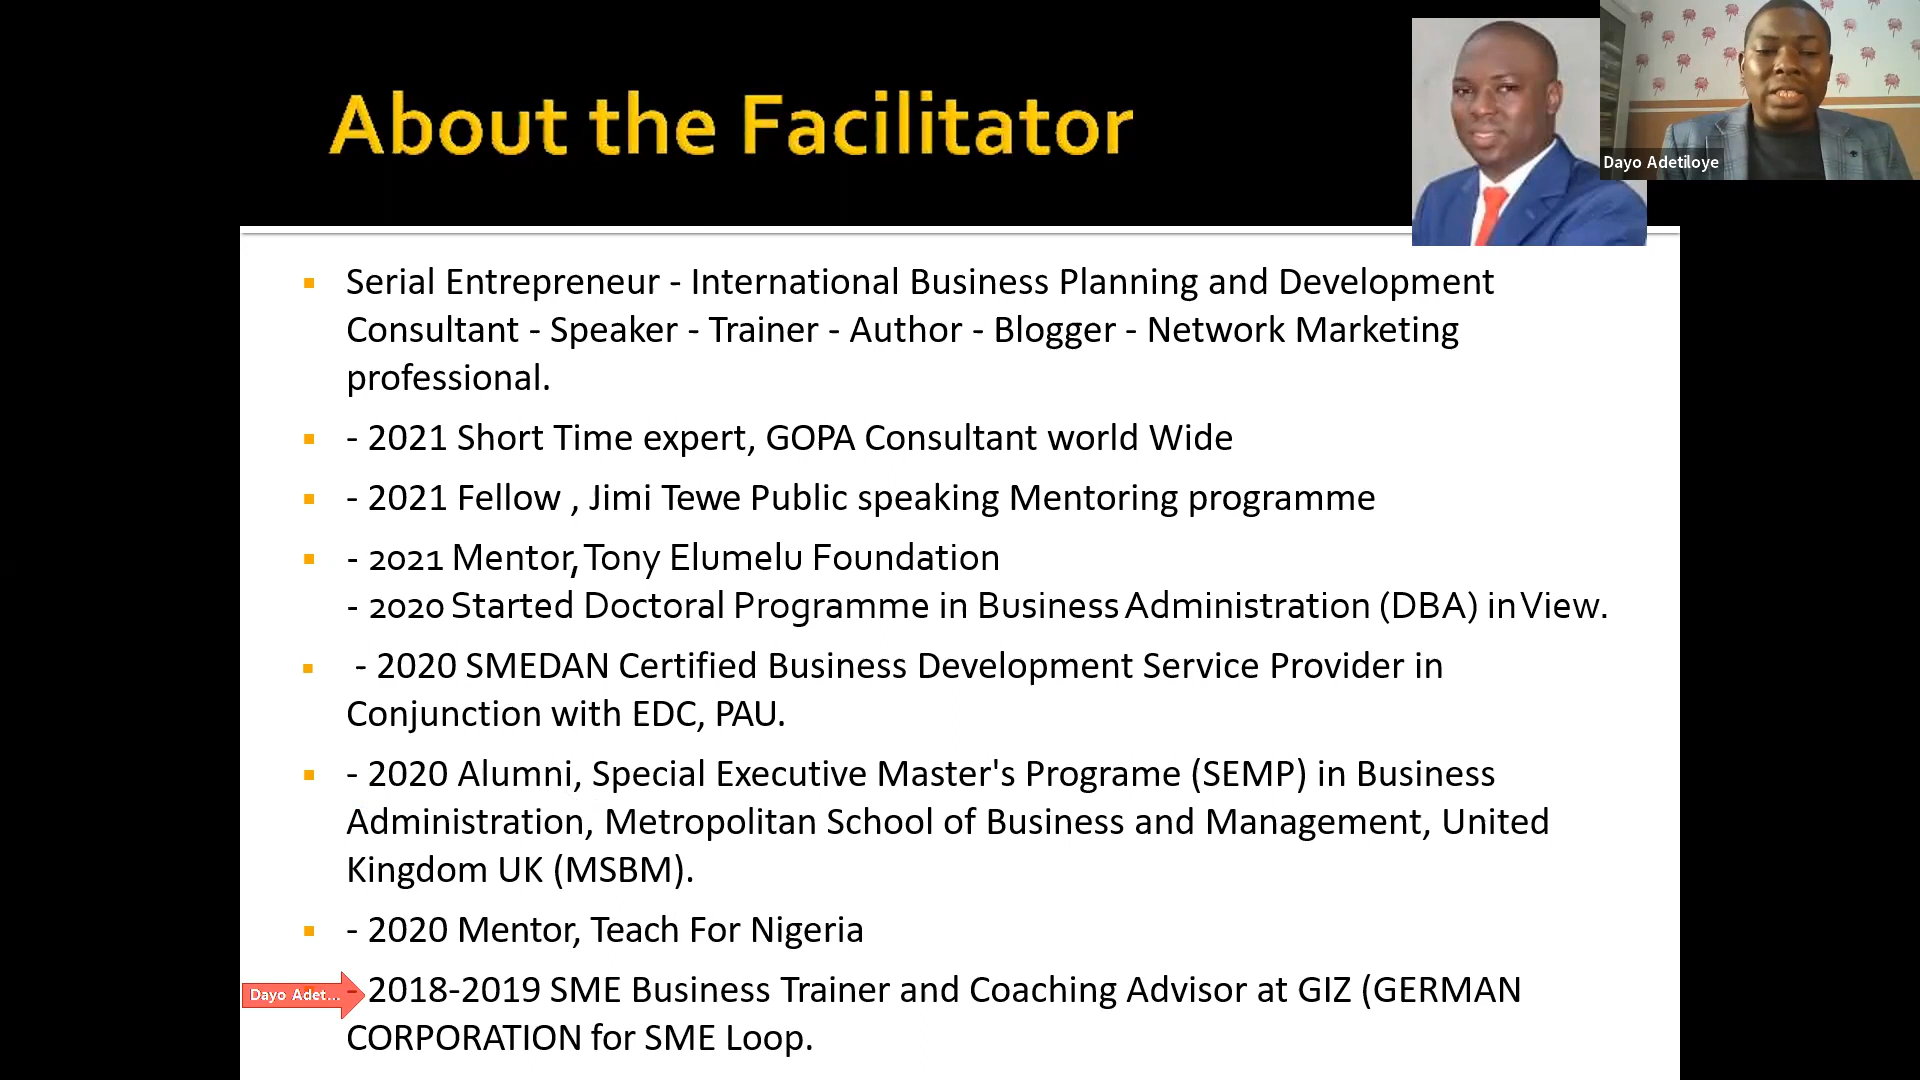 About the Facilitator
Dayo Adetiloye
Serial Entrepreneur - International Business Planning and Development
Consultant - Speaker - Trainer - Author - Blogger - Network Marketing
professional.
- 2021 Short Time expert, GOPA Consultant world Wide
- 2021 Fellow , Jimi Tewe Public speaking Mentoring programme
- 2021 Mentor, Tony Elumelu Foundation
- 2020 Started Doctoral Programme in Business Administration (DBA) in View.
- 2020 SMEDAN Certified Business Development Service Provider in
Conjunction with EDC, PAU.
- 2020 Alumni, Special Executive Master's Programe (SEMP) in Business
Administration, Metropolitan School of Business and Management, United
Kingdom UK (MSBM).
- 2020 Mentor, Teach For Nigeria
Dayo Adet...
- 2018-2019 SME Business Trainer and Coaching Advisor at GIZ (GERMAN
CORPORATION for SME Loop.